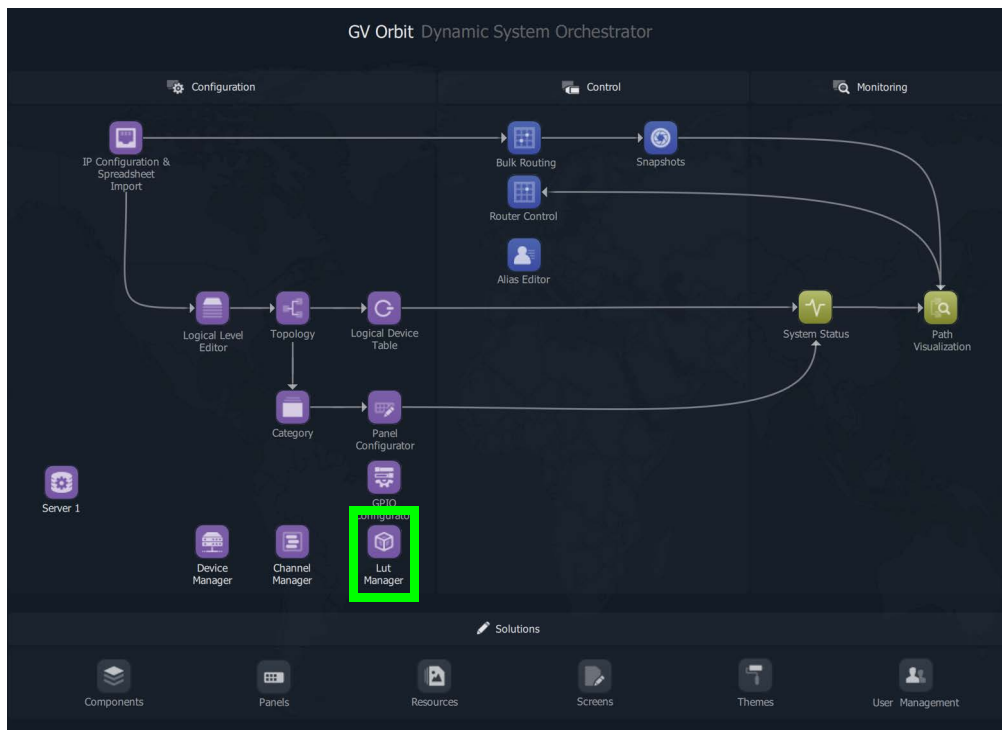 GV Orbit Dynamic System Orchestrator
Configuration
Control
Monitoring
IP Configuration &
Spreadsheet
Import
Bulk Routing
Snapshots
Router Control
Alias Editor
Logical Level
Editor
Topology
Logical Device
Table
System Status
Path
Visualization
Category
Panel
Configurator
Server 1
GPIO
Configurator
Device
Manager
Channel
Manager
Lut
Manager
Solutions
Components
Panels
Resources
Screens
Themes
User Management